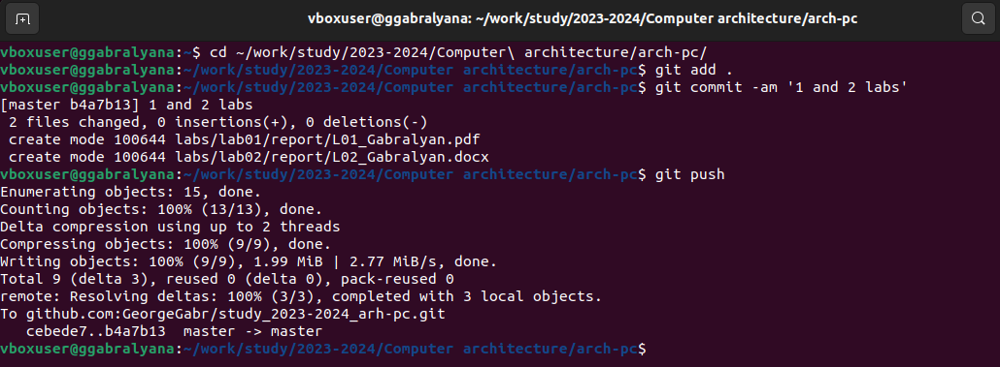 vboxuser@ggabralyana: ~/work/study/2023-2024/Computer architecture/arch-pc
vboxuser@ggabralyana:~$ cd ~/work/study/2023-2024/Computer\ architecture/arch-pc/
vboxuser@ggabralyana:~/work/study/2023-2024/Computer architecture/arch-pc$ git add .
vboxuser@ggabralyana:~/work/study/2023-2024/Computer architecture/arch-pc$ git commit -am '1 and 2 labs'
[master b4a7b13] 1 and 2 labs
 2 files changed, 0 insertions(+), 0 deletions(-)
 create mode 100644 labs/lab01/report/L01_Gabralyan.pdf
 create mode 100644 labs/lab02/report/L02_Gabralyan.docx
vboxuser@ggabralyana:~/work/study/2023-2024/Computer architecture/arch-pc$ git push
Enumerating objects: 15, done.
Counting objects: 100% (13/13), done.
Delta compression using up to 2 threads
Compressing objects: 100% (9/9), done.
Writing objects: 100% (9/9), 1.99 MiB | 2.77 MiB/s, done.
Total 9 (delta 3), reused 0 (delta 0), pack-reused 0
remote: Resolving deltas: 100% (3/3), completed with 3 local objects.
To github.com:GeorgeGabr/study_2023-2024_arh-pc.git
   cebede7..b4a7b13  master -> master
vboxuser@ggabralyana:~/work/study/2023-2024/Computer architecture/arch-pc$